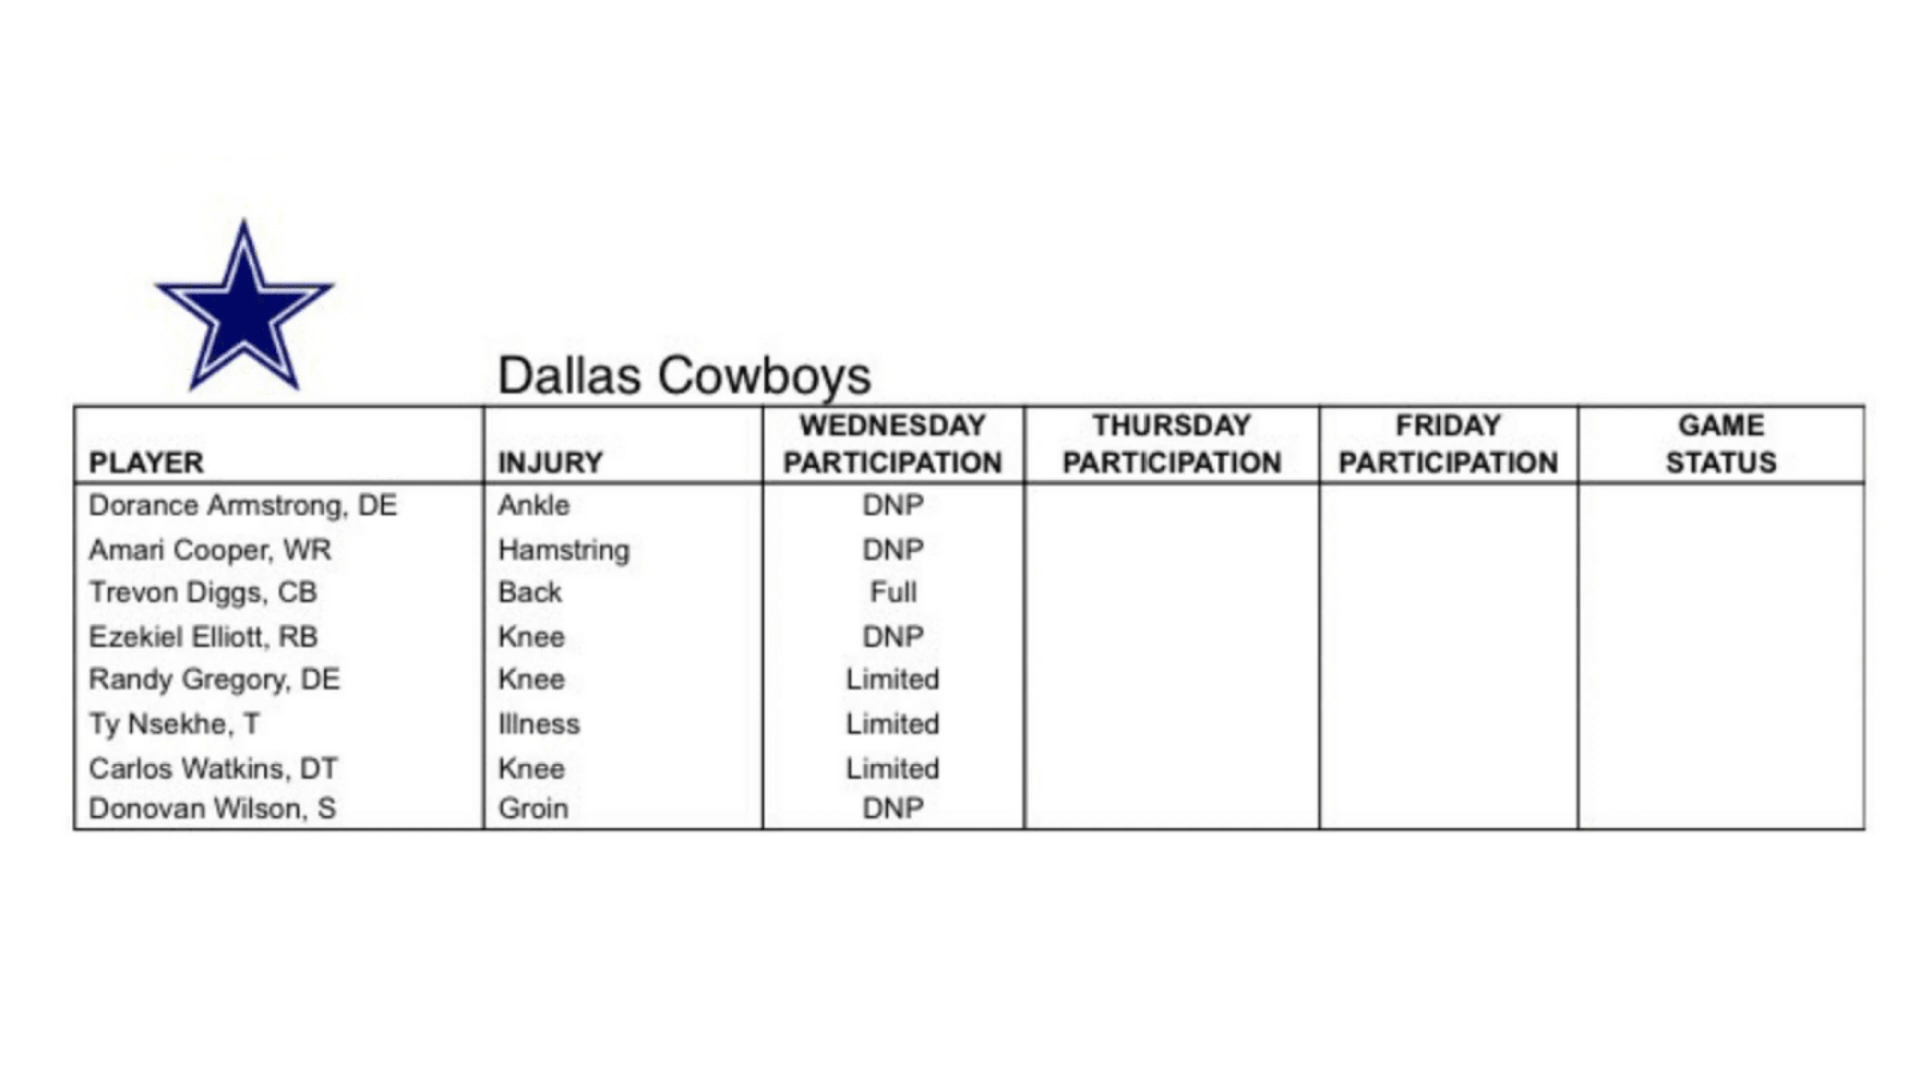 Dallas Cowboys
PLAYER INJURY WEDNESDAY PARTICIPATION THURSDAY PARTICIPATION FRIDAY PARTICIPATION GAME STATUS
Dorance Armstrong, DE Ankle DNP
Amari Cooper, WR Hamstring DNP
Trevon Diggs, CB Back Full
Ezekiel Elliott, RB Knee DNP
Randy Gregory, DE Knee Limited
Ty Nsekhe, T Illness Limited
Carlos Watkins, DT Knee Limited
Donovan Wilson, S Groin DNP